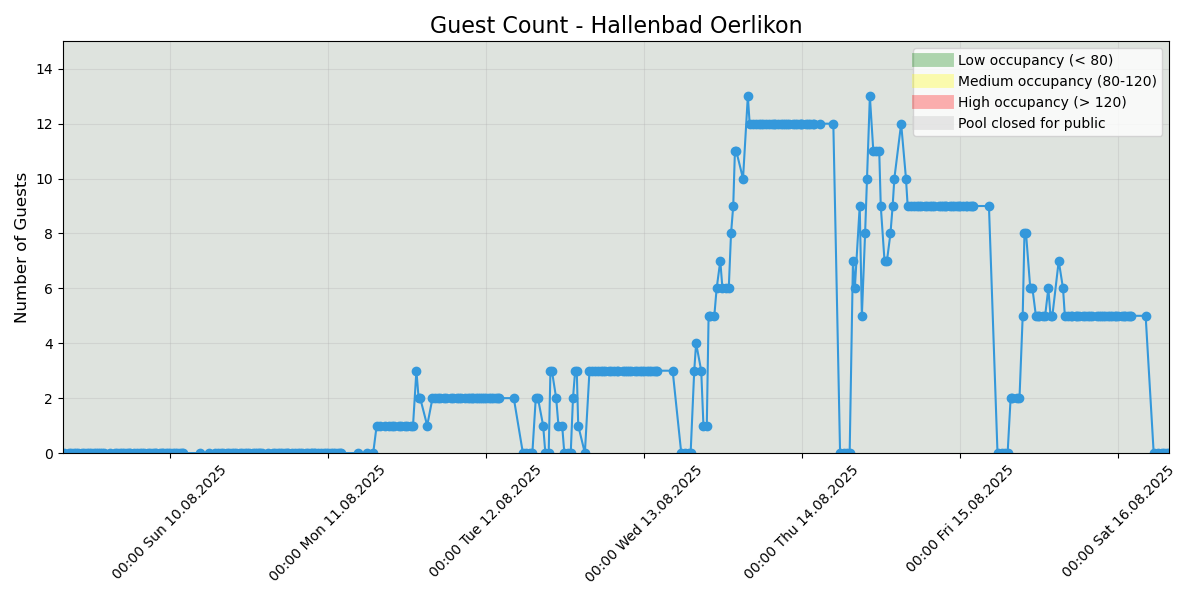 Guest Count - Hallenbad Oerlikon
Low occupancy (< 80)
Medium occupancy (80-120)
High occupancy (> 120)
Pool closed for public
Number of Guests
14
12
10
8
6
4
2
0
00:00 Sun 10.08.2025
00:00 Mon 11.08.2025
00:00 Tue 12.08.2025
00:00 Wed 13.08.2025
00:00 Thu 14.08.2025
00:00 Fri 15.08.2025
00:00 Sat 16.08.2025